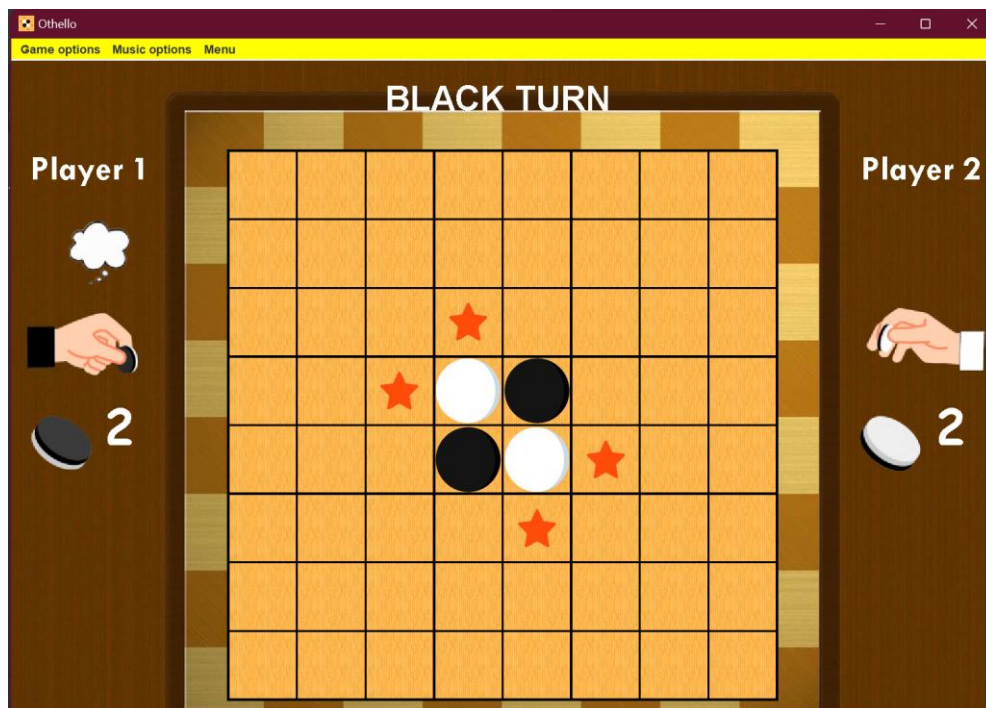 Othello
Game options Music options Menu
BLACK TURN
Player 1
Player 2
2
2